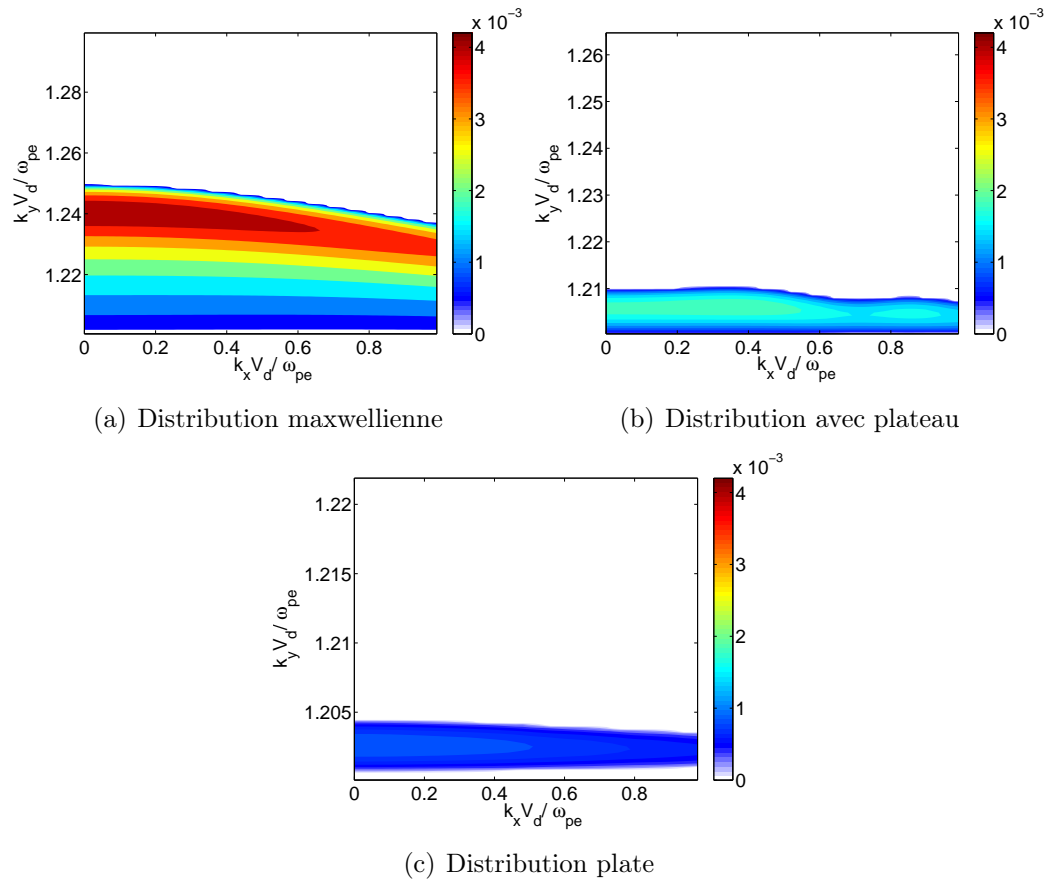 x 10⁻³
4
3
2
1
0
1.28
1.26
1.24
1.22
k_y V_d / ω_pe
0 0.2 0.4 0.6 0.8
k_x V_d / ω_pe
(a) Distribution maxwellienne
x 10⁻³
4
3
2
1
0
1.26
1.25
1.24
1.23
1.22
1.21
k_y V_d / ω_pe
0 0.2 0.4 0.6 0.8
k_x V_d / ω_pe
(b) Distribution avec plateau
x 10⁻³
4
3
2
1
0
1.22
1.215
1.21
1.205
k_y V_d / ω_pe
0 0.2 0.4 0.6 0.8
k_x V_d / ω_pe
(c) Distribution plate